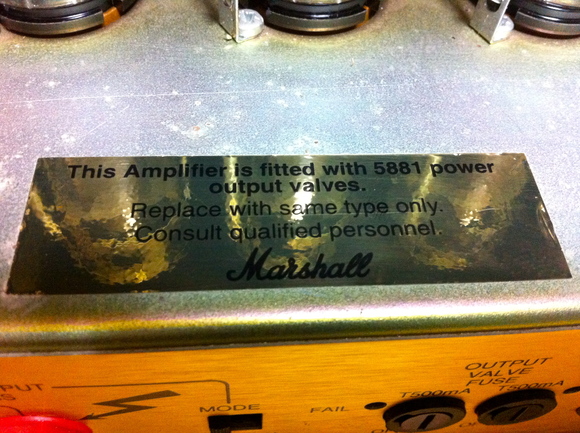 This Amplifier is fitted with 5881 power
output valves.
Replace with same type only.
Consult qualified personnel.
Marshall
OUTPUT
VALVE
FUSE
MODE
FAIL
T500mA
T500mA